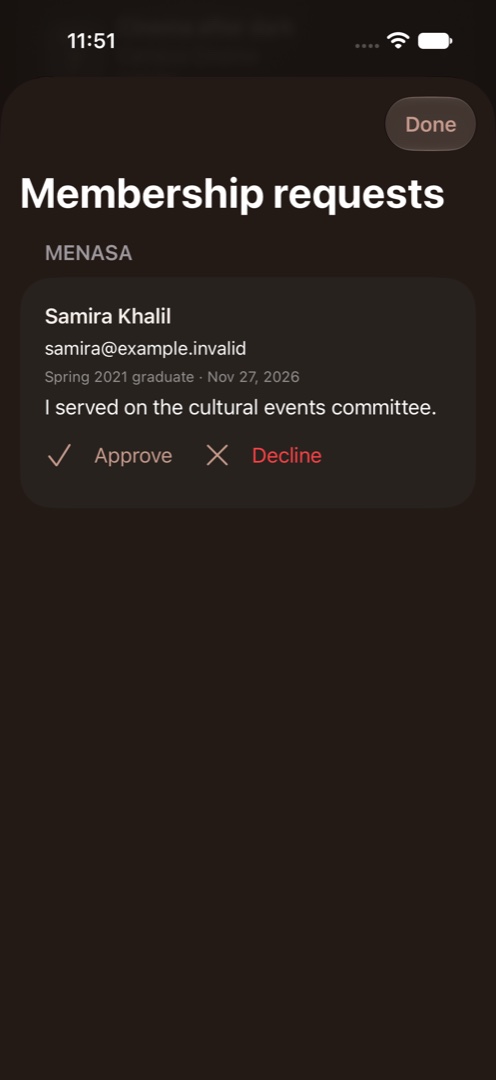 11:51
Done
Membership requests
MENASA
Samira Khalil
samira@example.invalid
Spring 2021 graduate · Nov 27, 2026
I served on the cultural events committee.
Approve Decline